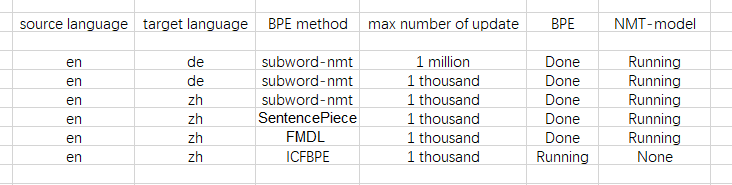 source language target language BPE method max number of update BPE NMT-model
en de subword-nmt 1 million Done Running
en de subword-nmt 1 thousand Done Running
en zh subword-nmt 1 thousand Done Running
en zh SentencePiece 1 thousand Done Running
en zh FMDL 1 thousand Done Running
en zh ICFBPE 1 thousand Running None